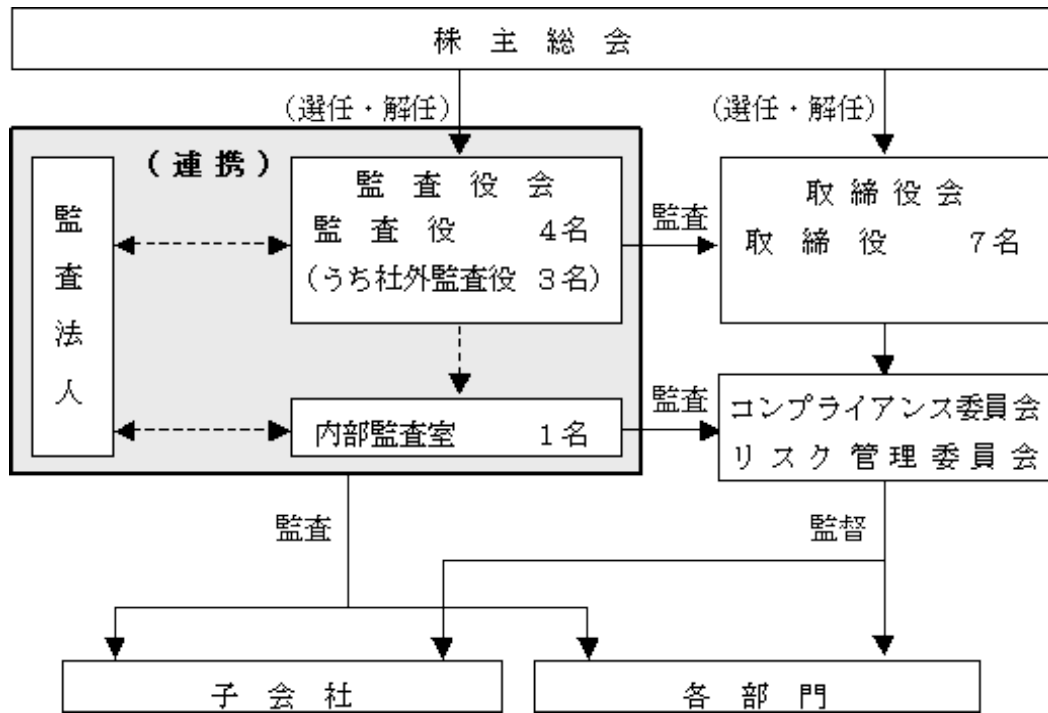 株主総会
(選任・解任)
(選任・解任)
(連携)
監査法人
監査役会
監査役 4名
(うち社外監査役 3名)
監査
取締役会
取締役 7名
内部監査室 1名
監査
コンプライアンス委員会
リスク管理委員会
監査
監督
子会社
各部門